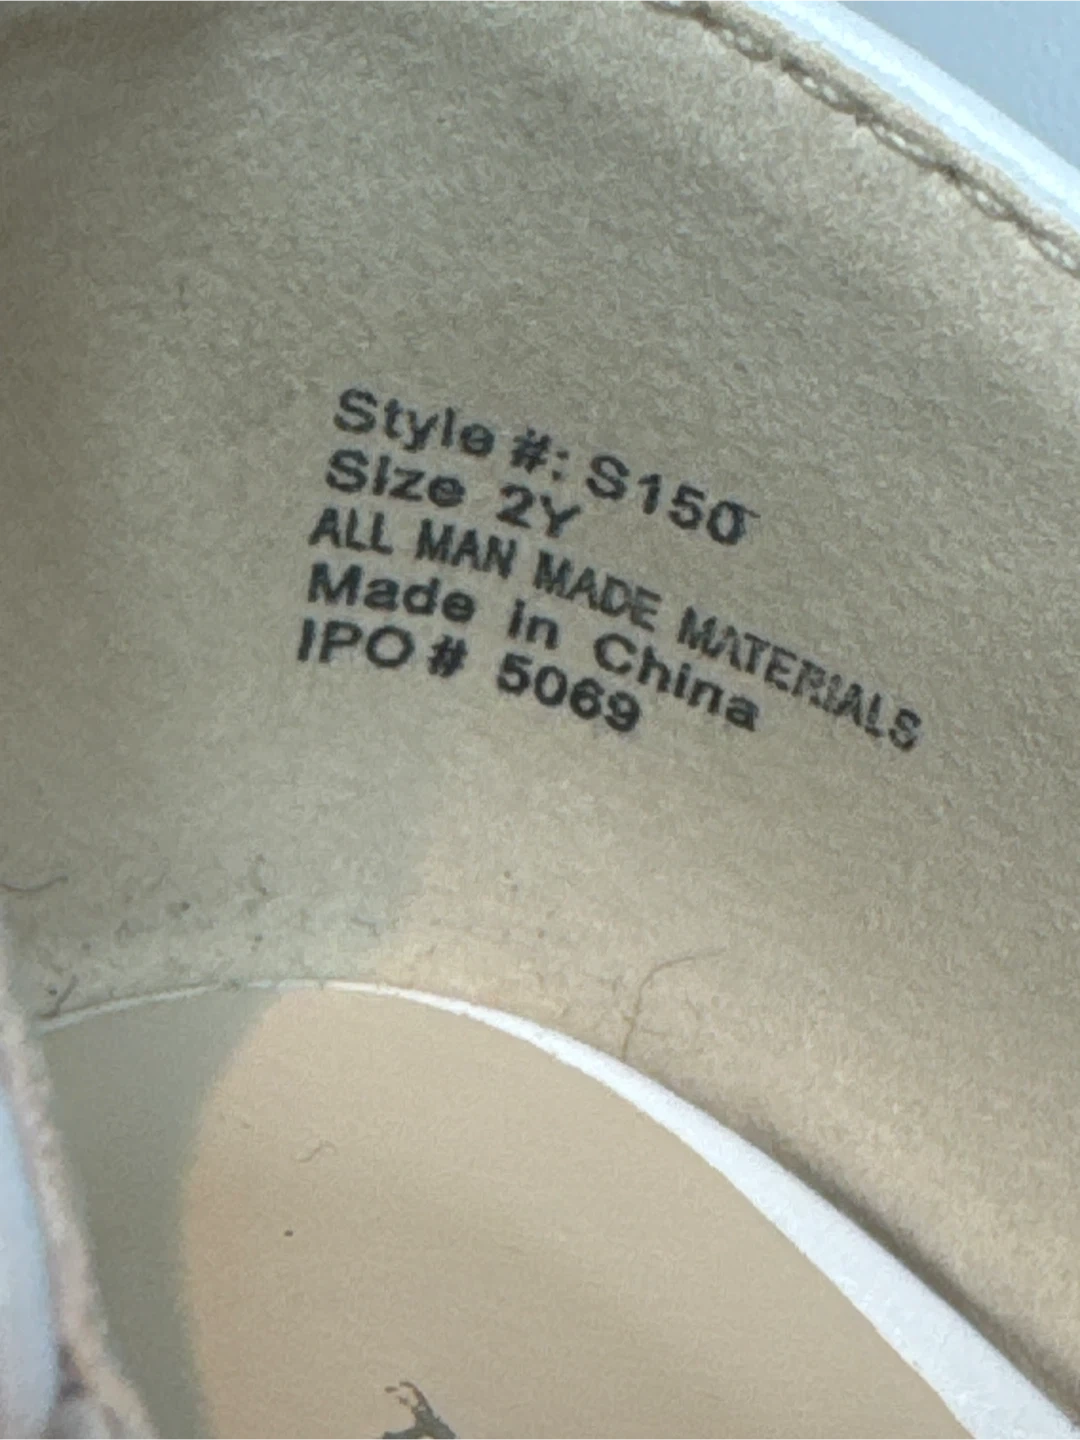 Style #: S150
Size 2Y
ALL MAN MADE MATERIALS
Made in China
IPO # 5069